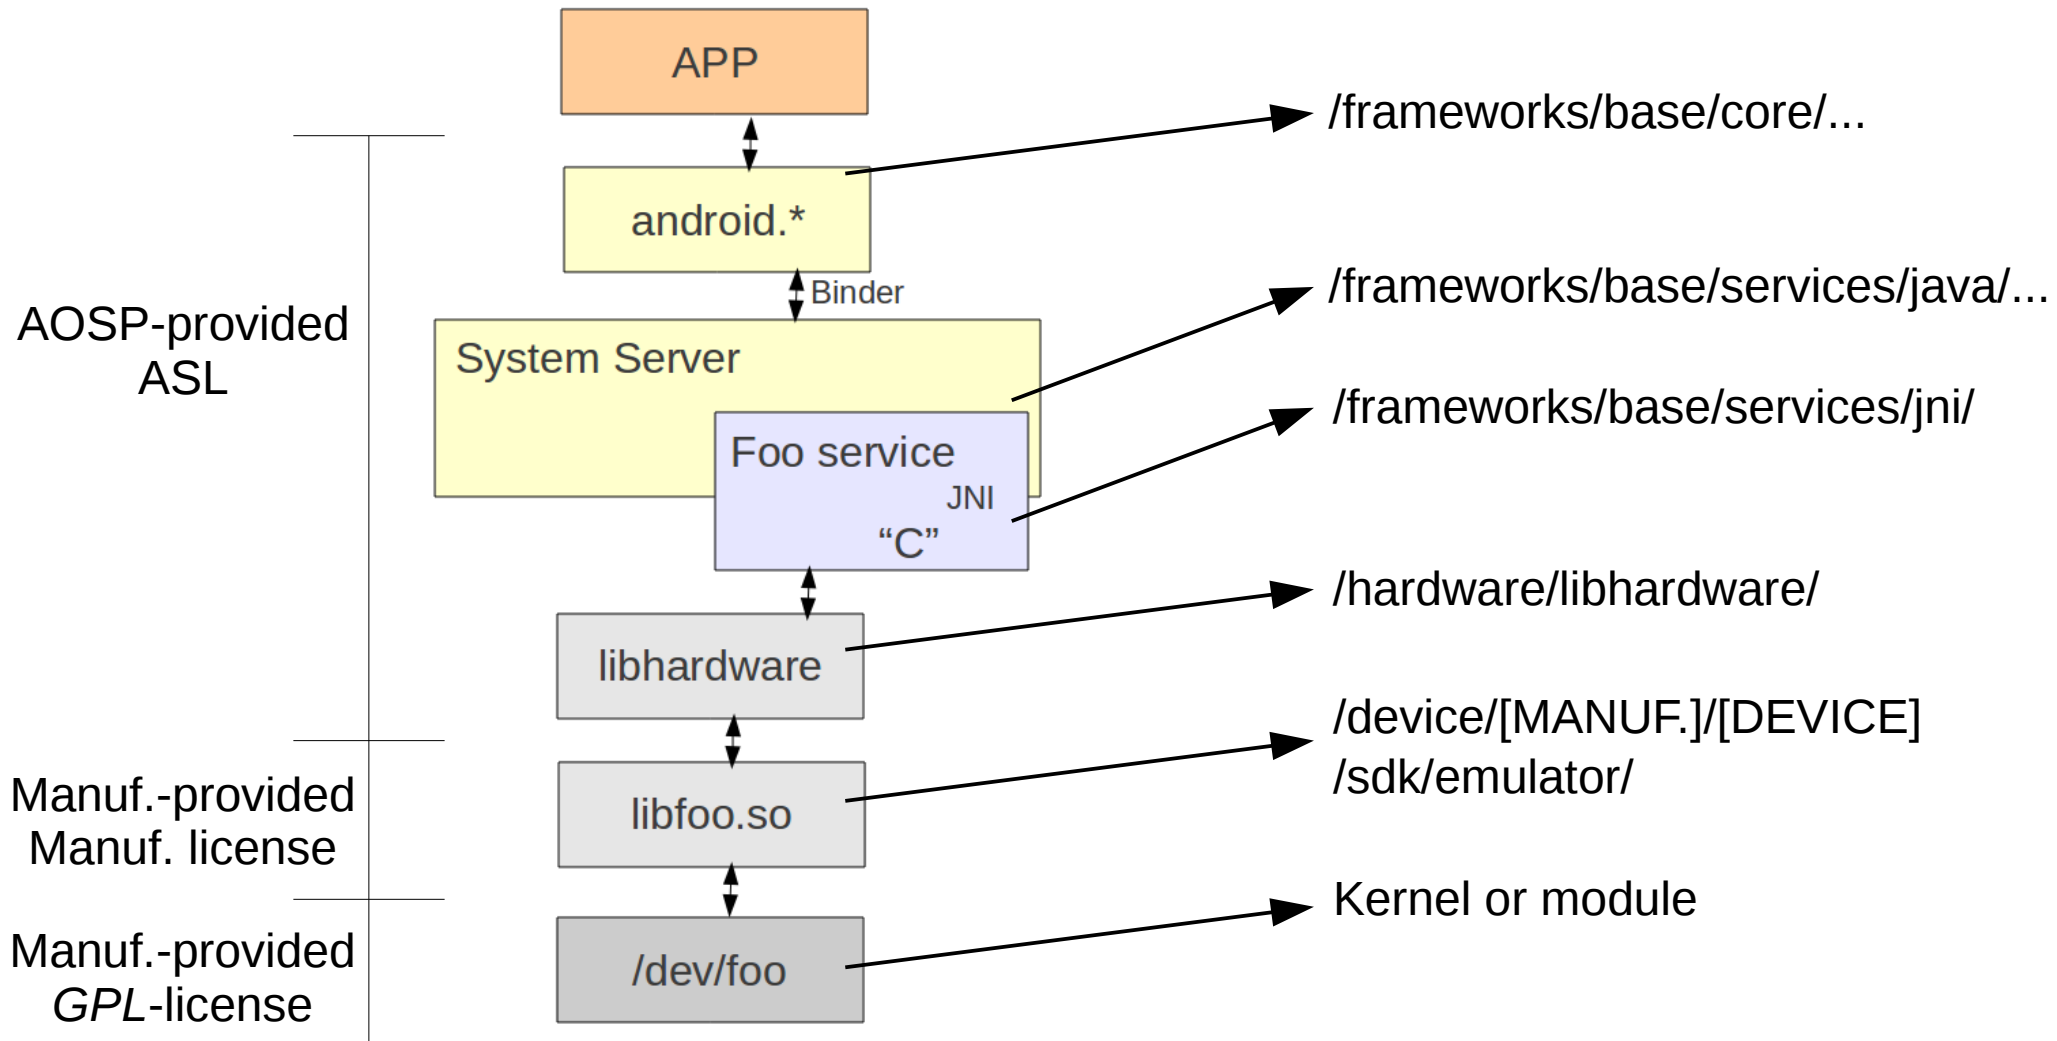 APP
/frameworks/base/core/...
android.*
Binder
/frameworks/base/services/java/...
AOSP-provided
ASL
System Server
/frameworks/base/services/jni/
Foo service
JNI
“C”
/hardware/libhardware/
libhardware
/device/[MANUF.]/[DEVICE]
/sdk/emulator/
Manuf.-provided
Manuf. license
libfoo.so
Kernel or module
Manuf.-provided
GPL-license
/dev/foo